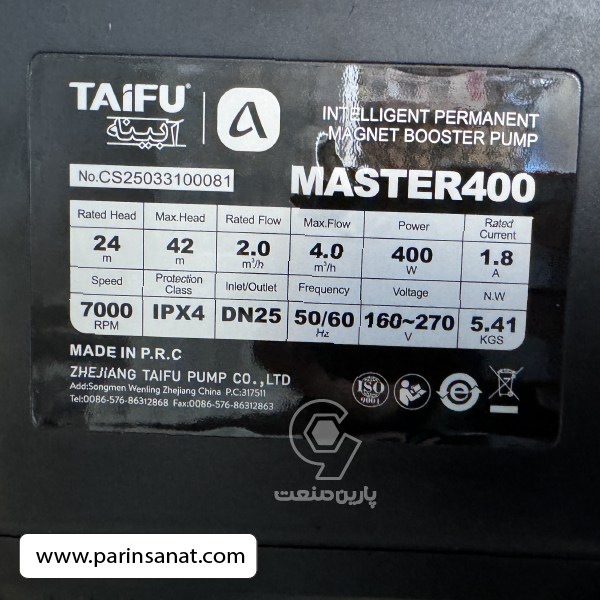 TAiFU®
آبینه
INTELLIGENT PERMANENT
MAGNET BOOSTER PUMP
No.CS25033100081
MASTER400
Rated Head Max.Head Rated Flow Max.Flow Power Rated Current
24 m 42 m 2.0 m³/h 4.0 m³/h 400 W 1.8 A
Speed Protection Class Inlet/Outlet Frequency Voltage N.W
7000 RPM IPX4 DN25 50/60 Hz 160~270 V 5.41 KGS
MADE IN P.R.C
ZHEJIANG TAIFU PUMP CO.,LTD
Add:Songmen Wenling Zhejiang China P.C:317511
Tel:0086-576-86312868 Fax:0086-576-86312863
ISO
9001
پارین صنعت
www.parinsanat.com